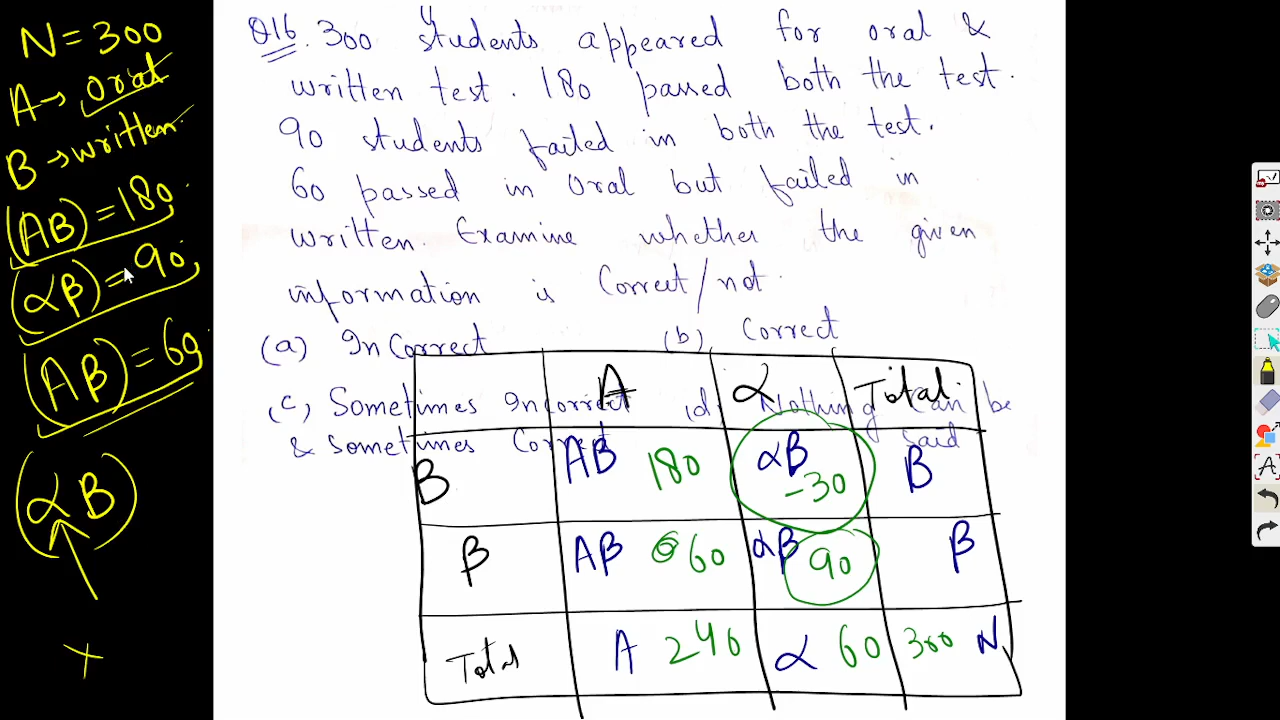 N = 300
A → oral
B → written
(AB) = 180
(αβ) = 90
(Aβ) = 60
(αB)
Q16. 300 students appeared for oral &
written test. 180 passed both the test.
90 students failed in both the test.
60 passed in oral but failed in
written. Examine whether the given
information is Correct/not.
(a) InCorrect (b) Correct
(c) Sometimes Incorrect (d) Nothing Can be
& sometimes Correct said
A α Total
B AB 180 αB -30 B
β Aβ 60 αβ 90 β
Total A 240 α 60 300 N